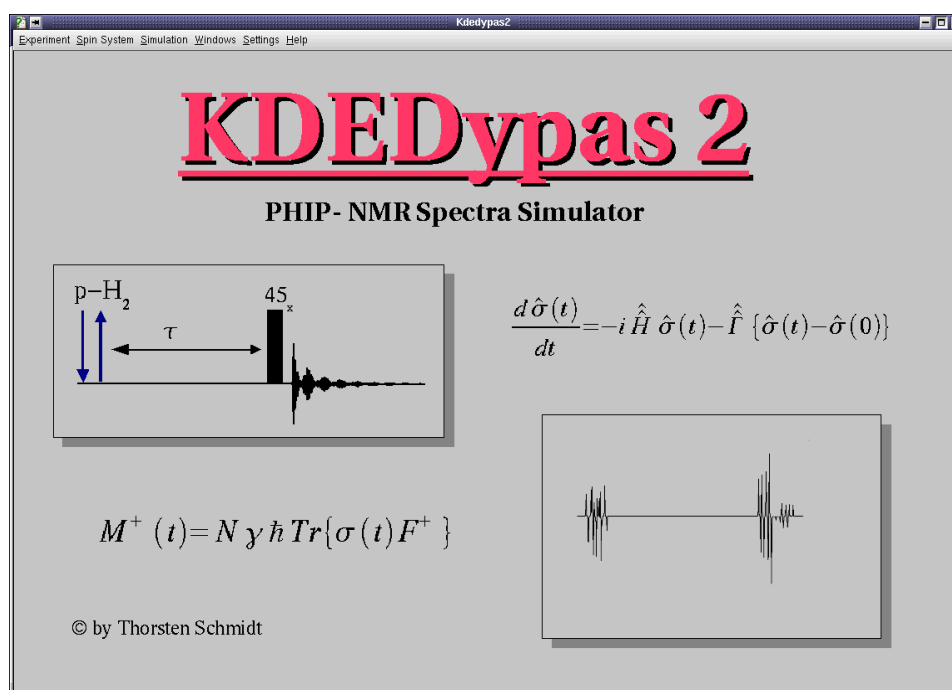 Kdedypas2
Experiment Spin System Simulation Windows Settings Help
KDEDypas 2
PHIP- NMR Spectra Simulator
p−H₂
45ₓ
τ
dσ̂(t)/dt=−i Ĥ̂ σ̂(t)−Γ̂̂ {σ̂(t)−σ̂(0)}
M⁺ (t)=N γ ħ Tr{σ(t)F⁺ }
© by Thorsten Schmidt